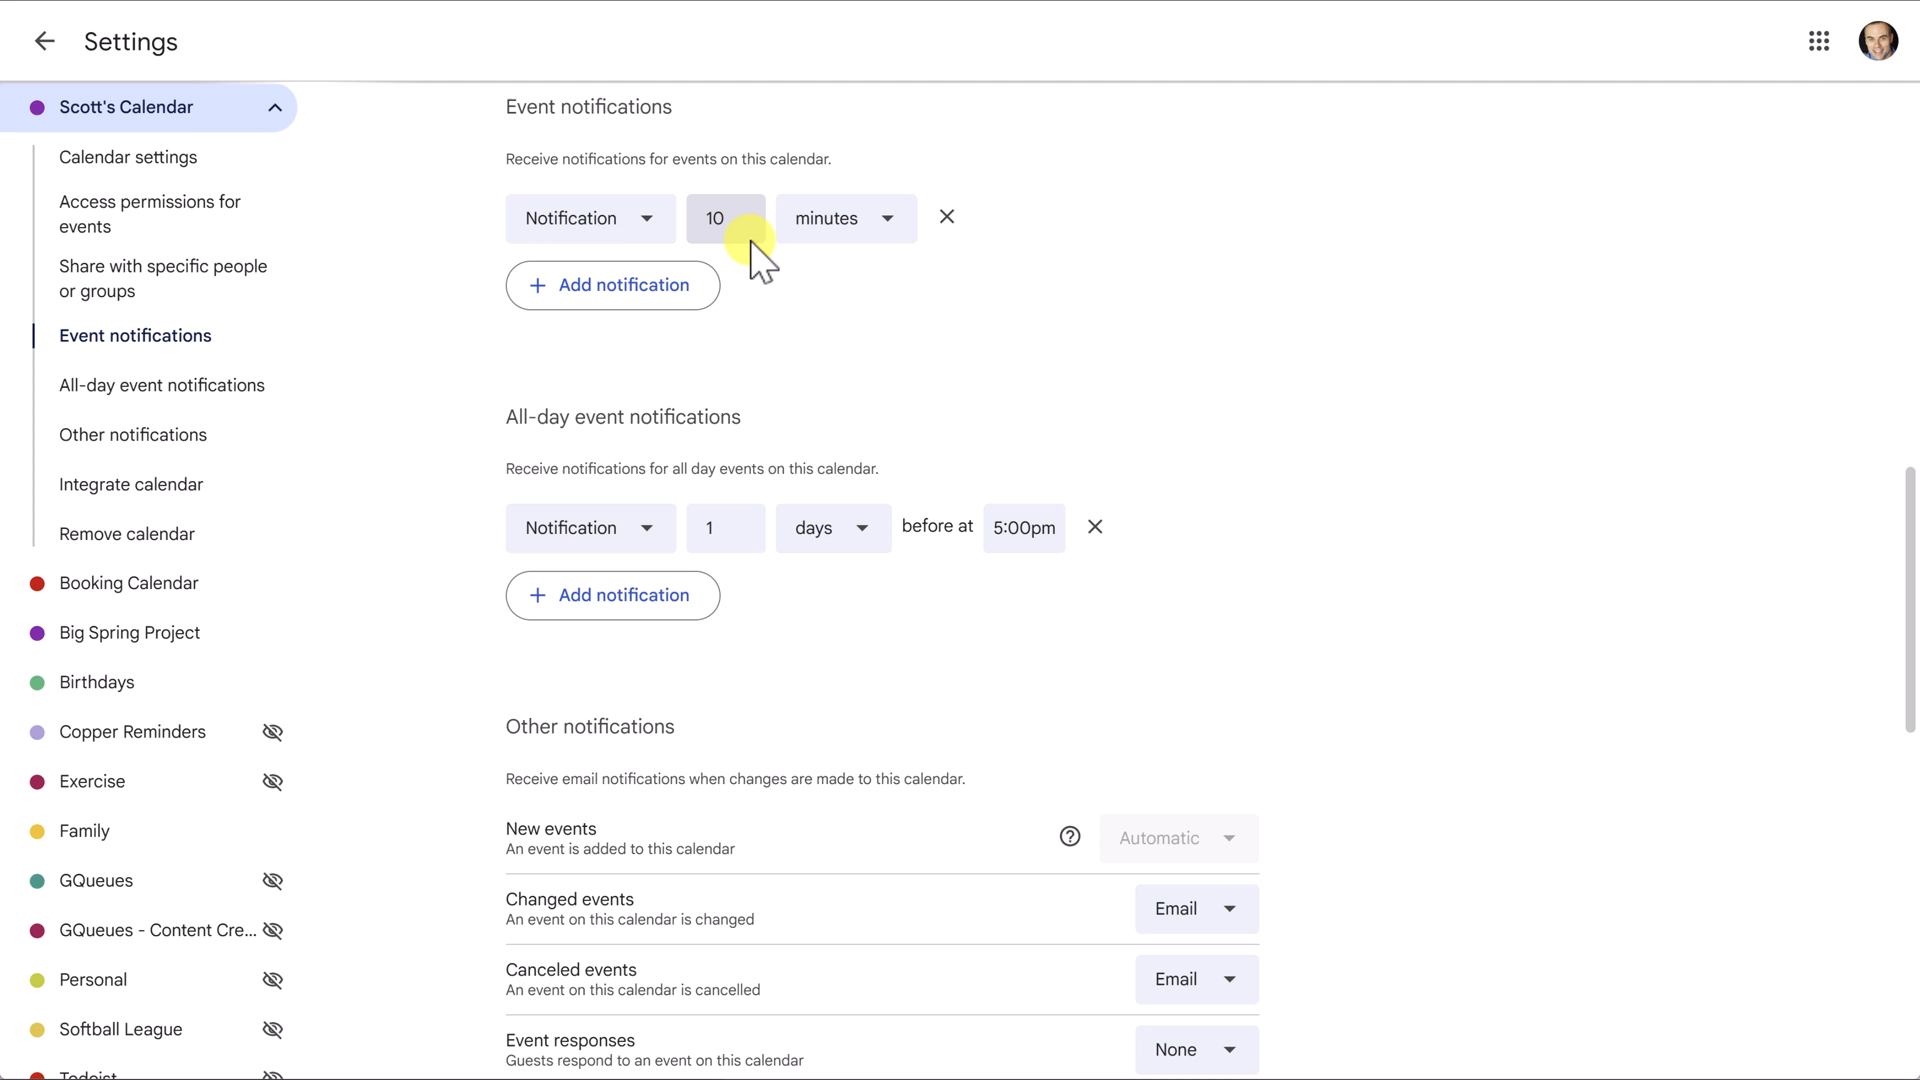 Settings
Scott's Calendar
Calendar settings
Access permissions for
events
Share with specific people
or groups
Event notifications
All-day event notifications
Other notifications
Integrate calendar
Remove calendar
Booking Calendar
Big Spring Project
Birthdays
Copper Reminders
Exercise
Family
GQueues
GQueues - Content Cre...
Personal
Softball League
Todoist
Event notifications
Receive notifications for events on this calendar.
Notification 10 minutes
+ Add notification
All-day event notifications
Receive notifications for all day events on this calendar.
Notification 1 days before at 5:00pm
+ Add notification
Other notifications
Receive email notifications when changes are made to this calendar.
New events
An event is added to this calendar
Automatic
Changed events
An event on this calendar is changed
Email
Canceled events
An event on this calendar is cancelled
Email
Event responses
Guests respond to an event on this calendar
None